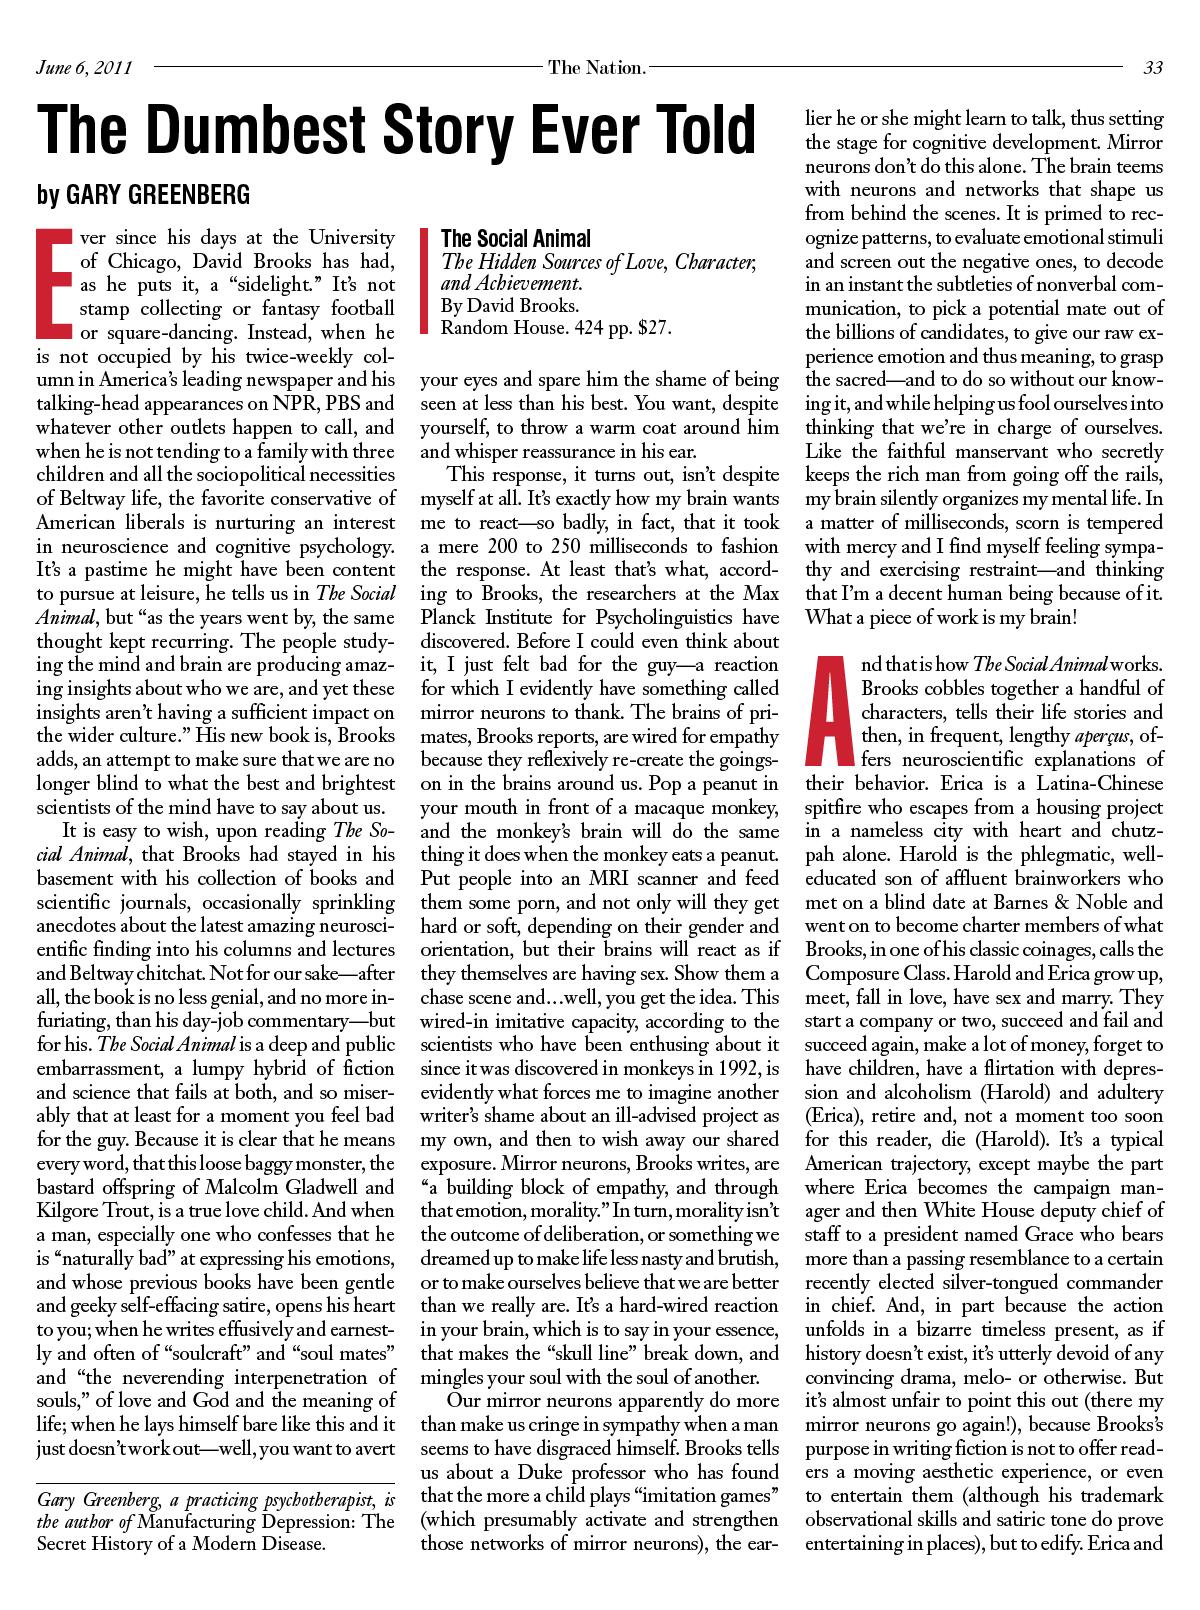 June 6, 2011 The Nation. 33
The Dumbest Story Ever Told
by GARY GREENBERG
Ever since his days at the University
of Chicago, David Brooks has had,
as he puts it, a “sidelight.” It’s not
stamp collecting or fantasy football
or square-dancing. Instead, when he
is not occupied by his twice-weekly col-
umn in America’s leading newspaper and his
talking-head appearances on NPR, PBS and
whatever other outlets happen to call, and
when he is not tending to a family with three
children and all the sociopolitical necessities
of Beltway life, the favorite conservative of
American liberals is nurturing an interest
in neuroscience and cognitive psychology.
It’s a pastime he might have been content
to pursue at leisure, he tells us in The Social
Animal, but “as the years went by, the same
thought kept recurring. The people study-
ing the mind and brain are producing amaz-
ing insights about who we are, and yet these
insights aren’t having a sufficient impact on
the wider culture.” His new book is, Brooks
adds, an attempt to make sure that we are no
longer blind to what the best and brightest
scientists of the mind have to say about us.
It is easy to wish, upon reading The So-
cial Animal, that Brooks had stayed in his
basement with his collection of books and
scientific journals, occasionally sprinkling
anecdotes about the latest amazing neurosci-
entific finding into his columns and lectures
and Beltway chitchat. Not for our sake—after
all, the book is no less genial, and no more in-
furiating, than his day-job commentary—but
for his. The Social Animal is a deep and public
embarrassment, a lumpy hybrid of fiction
and science that fails at both, and so miser-
ably that at least for a moment you feel bad
for the guy. Because it is clear that he means
every word, that this loose baggy monster, the
bastard offspring of Malcolm Gladwell and
Kilgore Trout, is a true love child. And when
a man, especially one who confesses that he
is “naturally bad” at expressing his emotions,
and whose previous books have been gentle
and geeky self-effacing satire, opens his heart
to you; when he writes effusively and earnest-
ly and often of “soulcraft” and “soul mates”
and “the neverending interpenetration of
souls,” of love and God and the meaning of
life; when he lays himself bare like this and it
just doesn’t work out—well, you want to avert
Gary Greenberg, a practicing psychotherapist, is
the author of Manufacturing Depression: The
Secret History of a Modern Disease.
The Social Animal
The Hidden Sources of Love, Character,
and Achievement.
By David Brooks.
Random House. 424 pp. $27.
your eyes and spare him the shame of being
seen at less than his best. You want, despite
yourself, to throw a warm coat around him
and whisper reassurance in his ear.
This response, it turns out, isn’t despite
myself at all. It’s exactly how my brain wants
me to react—so badly, in fact, that it took
a mere 200 to 250 milliseconds to fashion
the response. At least that’s what, accord-
ing to Brooks, the researchers at the Max
Planck Institute for Psycholinguistics have
discovered. Before I could even think about
it, I just felt bad for the guy—a reaction
for which I evidently have something called
mirror neurons to thank. The brains of pri-
mates, Brooks reports, are wired for empathy
because they reflexively re-create the goings-
on in the brains around us. Pop a peanut in
your mouth in front of a macaque monkey,
and the monkey’s brain will do the same
thing it does when the monkey eats a peanut.
Put people into an MRI scanner and feed
them some porn, and not only will they get
hard or soft, depending on their gender and
orientation, but their brains will react as if
they themselves are having sex. Show them a
chase scene and…well, you get the idea. This
wired-in imitative capacity, according to the
scientists who have been enthusing about it
since it was discovered in monkeys in 1992, is
evidently what forces me to imagine another
writer’s shame about an ill-advised project as
my own, and then to wish away our shared
exposure. Mirror neurons, Brooks writes, are
“a building block of empathy, and through
that emotion, morality.” In turn, morality isn’t
the outcome of deliberation, or something we
dreamed up to make life less nasty and brutish,
or to make ourselves believe that we are better
than we really are. It’s a hard-wired reaction
in your brain, which is to say in your essence,
that makes the “skull line” break down, and
mingles your soul with the soul of another.
Our mirror neurons apparently do more
than make us cringe in sympathy when a man
seems to have disgraced himself. Brooks tells
us about a Duke professor who has found
that the more a child plays “imitation games”
(which presumably activate and strengthen
those networks of mirror neurons), the ear-
lier he or she might learn to talk, thus setting
the stage for cognitive development. Mirror
neurons don’t do this alone. The brain teems
with neurons and networks that shape us
from behind the scenes. It is primed to rec-
ognize patterns, to evaluate emotional stimuli
and screen out the negative ones, to decode
in an instant the subtleties of nonverbal com-
munication, to pick a potential mate out of
the billions of candidates, to give our raw ex-
perience emotion and thus meaning, to grasp
the sacred—and to do so without our know-
ing it, and while helping us fool ourselves into
thinking that we’re in charge of ourselves.
Like the faithful manservant who secretly
keeps the rich man from going off the rails,
my brain silently organizes my mental life. In
a matter of milliseconds, scorn is tempered
with mercy and I find myself feeling sympa-
thy and exercising restraint—and thinking
that I’m a decent human being because of it.
What a piece of work is my brain!
And that is how The Social Animal works.
Brooks cobbles together a handful of
characters, tells their life stories and
then, in frequent, lengthy aperçus, of-
fers neuroscientific explanations of
their behavior. Erica is a Latina-Chinese
spitfire who escapes from a housing project
in a nameless city with heart and chutz-
pah alone. Harold is the phlegmatic, well-
educated son of affluent brainworkers who
met on a blind date at Barnes & Noble and
went on to become charter members of what
Brooks, in one of his classic coinages, calls the
Composure Class. Harold and Erica grow up,
meet, fall in love, have sex and marry. They
start a company or two, succeed and fail and
succeed again, make a lot of money, forget to
have children, have a flirtation with depres-
sion and alcoholism (Harold) and adultery
(Erica), retire and, not a moment too soon
for this reader, die (Harold). It’s a typical
American trajectory, except maybe the part
where Erica becomes the campaign man-
ager and then White House deputy chief of
staff to a president named Grace who bears
more than a passing resemblance to a certain
recently elected silver-tongued commander
in chief. And, in part because the action
unfolds in a bizarre timeless present, as if
history doesn’t exist, it’s utterly devoid of any
convincing drama, melo- or otherwise. But
it’s almost unfair to point this out (there my
mirror neurons go again!), because Brooks’s
purpose in writing fiction is not to offer read-
ers a moving aesthetic experience, or even
to entertain them (although his trademark
observational skills and satiric tone do prove
entertaining in places), but to edify. Erica and